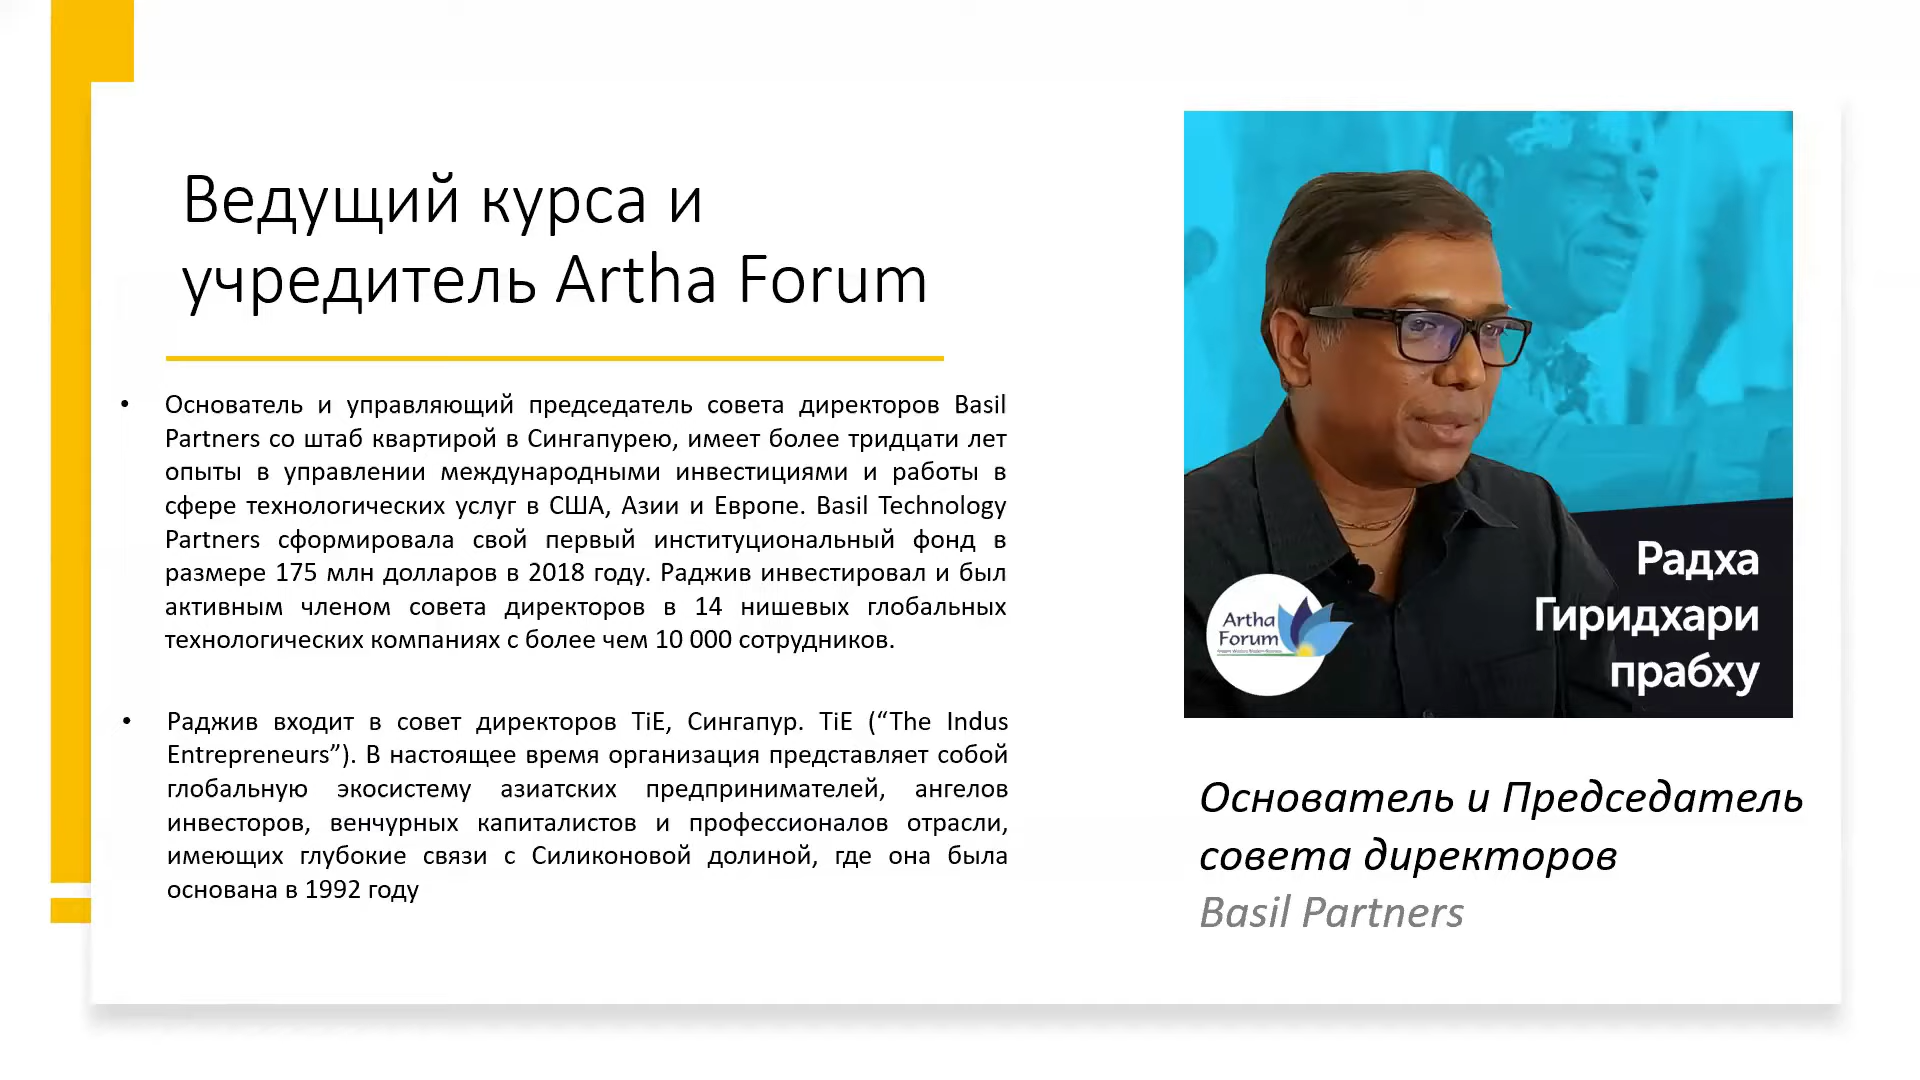 Ведущий курса и
учредитель Artha Forum
• Основатель и управляющий председатель совета директоров Basil
Partners со штаб квартирой в Сингапурею, имеет более тридцати лет
опыты в управлении международными инвестициями и работы в
сфере технологических услуг в США, Азии и Европе. Basil Technology
Partners сформировала свой первый институциональный фонд в
размере 175 млн долларов в 2018 году. Раджив инвестировал и был
активным членом совета директоров в 14 нишевых глобальных
технологических компаниях с более чем 10 000 сотрудников.
• Раджив входит в совет директоров TiE, Сингапур. TiE (“The Indus
Entrepreneurs”). В настоящее время организация представляет собой
глобальную экосистему азиатских предпринимателей, ангелов
инвесторов, венчурных капиталистов и профессионалов отрасли,
имеющих глубокие связи с Силиконовой долиной, где она была
основана в 1992 году
Artha
Forum
Радха
Гиридхари
прабху
Основатель и Председатель
совета директоров
Basil Partners